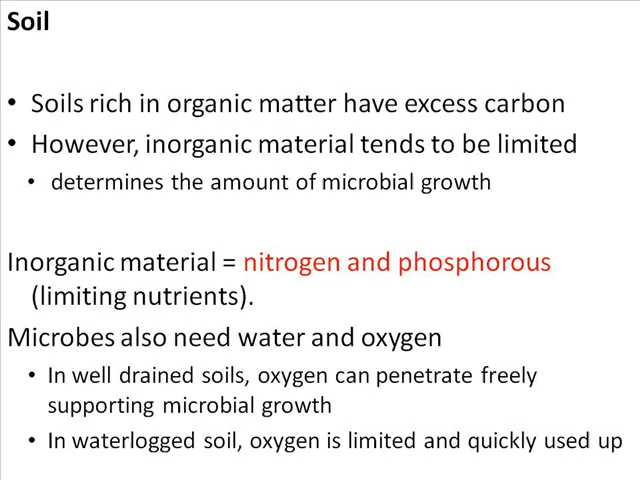 Soil
• Soils rich in organic matter have excess carbon
• However, inorganic material tends to be limited
• determines the amount of microbial growth
Inorganic material = nitrogen and phosphorous
(limiting nutrients).
Microbes also need water and oxygen
• In well drained soils, oxygen can penetrate freely
supporting microbial growth
• In waterlogged soil, oxygen is limited and quickly used up